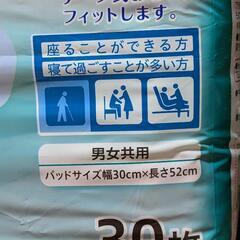 フィットします。
座ることができる方
寝て過ごすことが多い方
男女共用
パッドサイズ幅30cm×長さ52cm
30枚